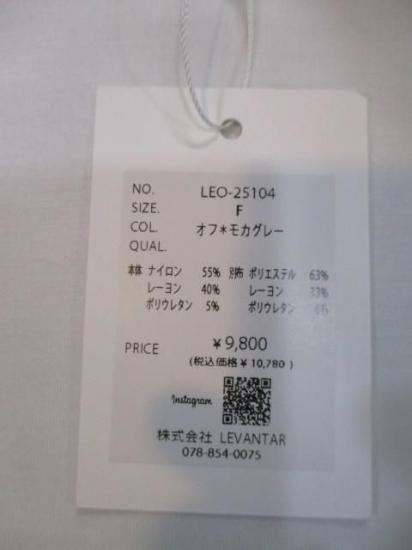 NO. LEO-25104
SIZE. F
COL. オフ*モカグレー
QUAL.
本体 ナイロン 55% 別布 ポリエステル 63%
レーヨン 40% レーヨン 33%
ポリウレタン 5% ポリウレタン
PRICE ¥9,800
(税込価格¥10,780)
Instagram
株式会社 LEVANTAR
078-854-0075